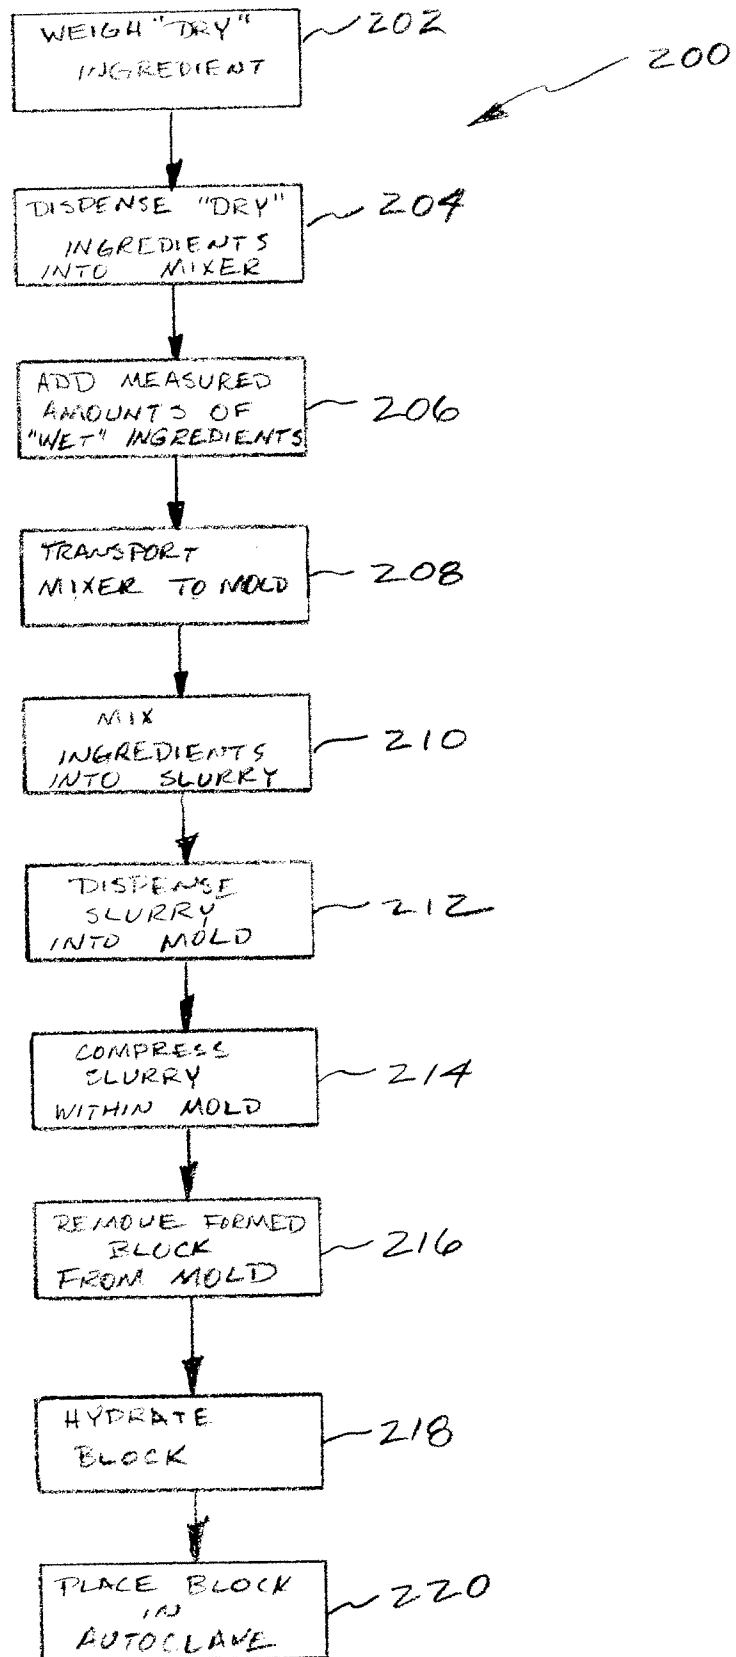 WEIGH "DRY"
INGREDIENT
202
200
DISPENSE "DRY"
INGREDIENTS
INTO MIXER
204
ADD MEASURED
AMOUNTS OF
"WET" INGREDIENTS
206
TRANSPORT
MIXER TO MOLD
208
MIX
INGREDIENTS
INTO SLURRY
210
DISPENSE
SLURRY
INTO MOLD
212
COMPRESS
SLURRY
WITHIN MOLD
214
REMOVE FORMED
BLOCK
FROM MOLD
216
HYDRATE
BLOCK
218
PLACE BLOCK
IN
AUTOCLAVE
220